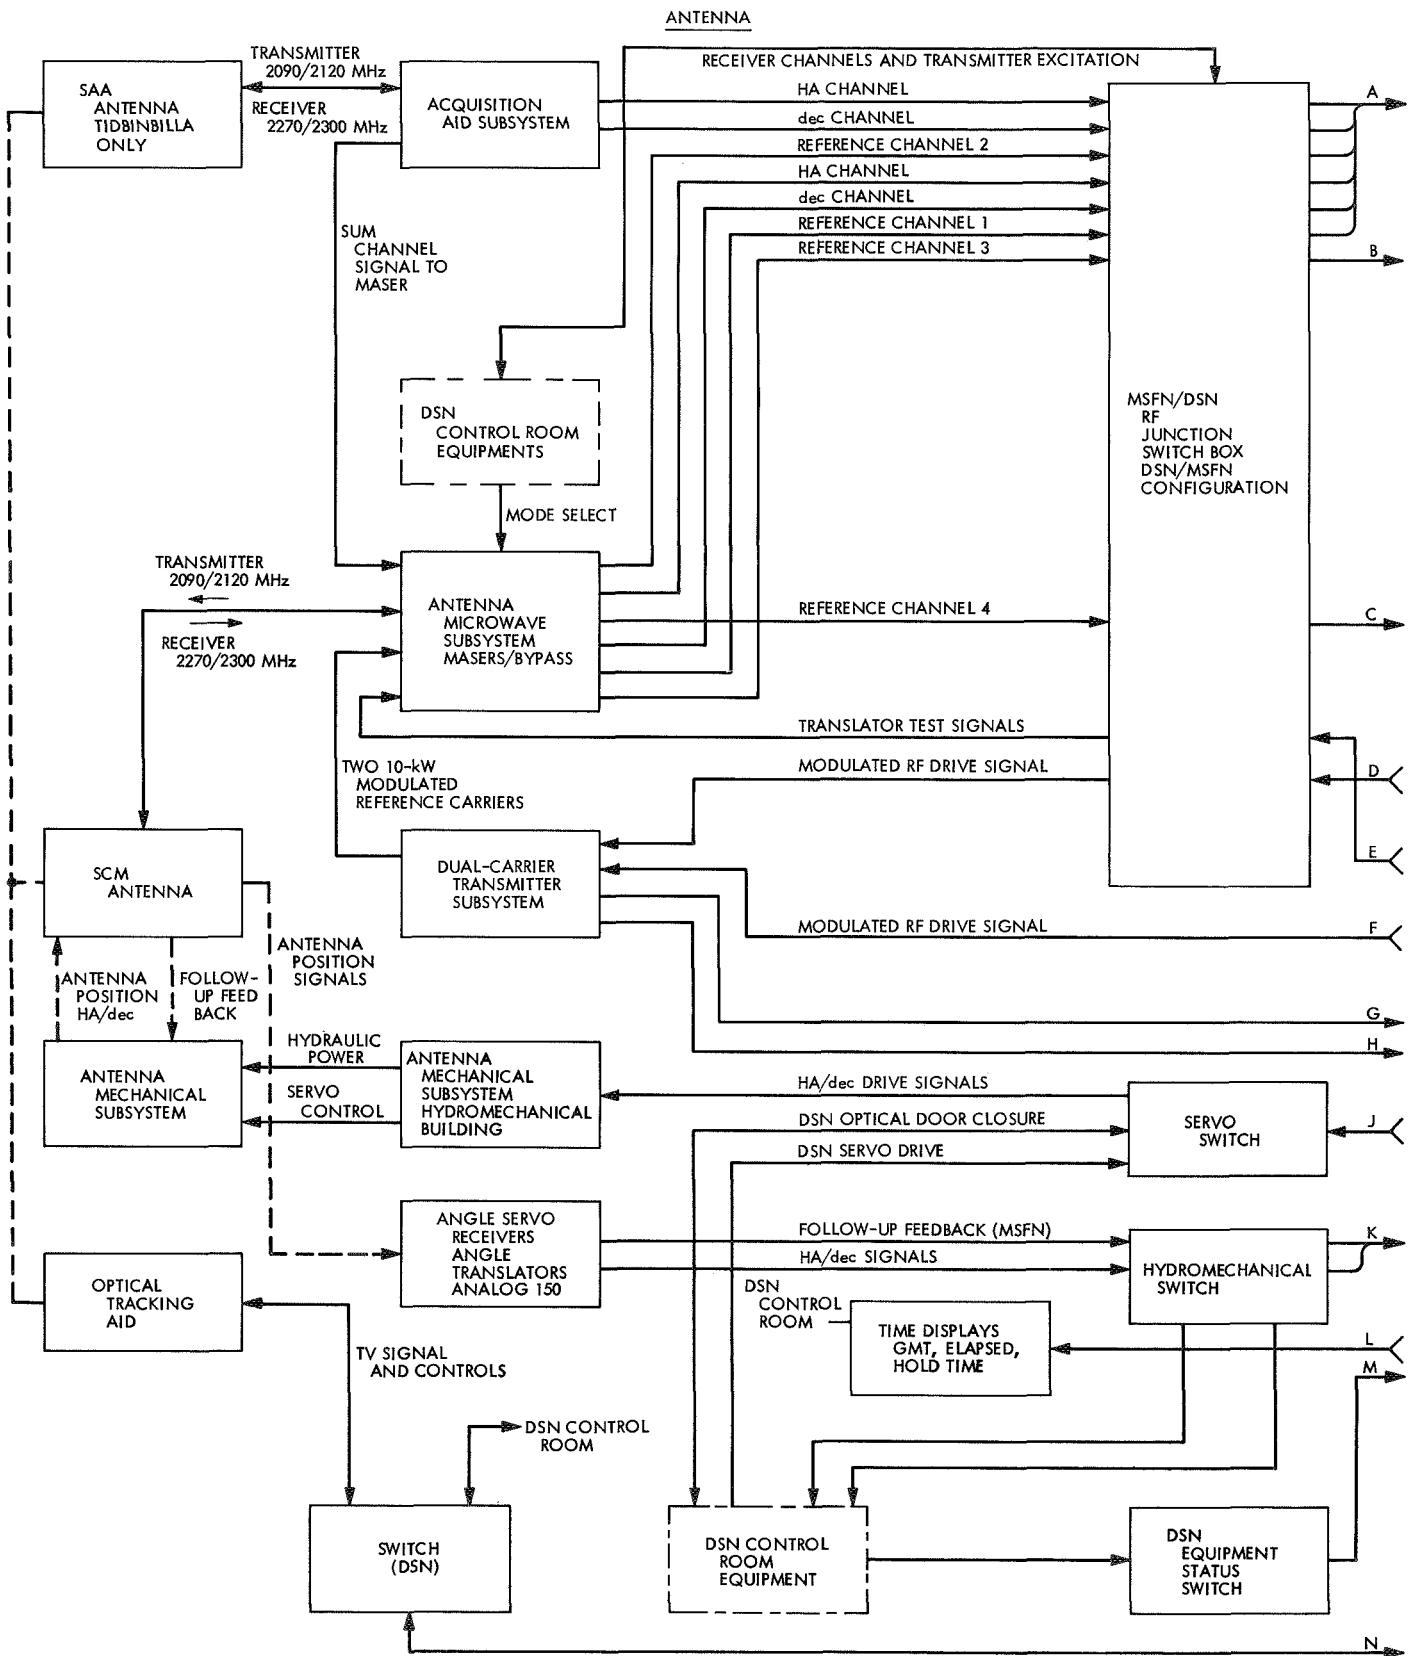 ANTENNA
TRANSMITTER
2090/2120 MHz
RECEIVER
2270/2300 MHz
SAA
ANTENNA
TIDBINBILLA
ONLY
ACQUISITION
AID SUBSYSTEM
RECEIVER CHANNELS AND TRANSMITTER EXCITATION
HA CHANNEL
dec CHANNEL
REFERENCE CHANNEL 2
HA CHANNEL
dec CHANNEL
REFERENCE CHANNEL 1
REFERENCE CHANNEL 3
A
B
SUM
CHANNEL
SIGNAL TO
MASER
DSN
CONTROL ROOM
EQUIPMENTS
MODE SELECT
MSFN/DSN
RF
JUNCTION
SWITCH BOX
DSN/MSFN
CONFIGURATION
TRANSMITTER
2090/2120 MHz
RECEIVER
2270/2300 MHz
ANTENNA
MICROWAVE
SUBSYSTEM
MASERS/BYPASS
REFERENCE CHANNEL 4
C
TRANSLATOR TEST SIGNALS
MODULATED RF DRIVE SIGNAL
D
E
TWO 10-kW
MODULATED
REFERENCE CARRIERS
SCM
ANTENNA
DUAL-CARRIER
TRANSMITTER
SUBSYSTEM
MODULATED RF DRIVE SIGNAL
F
ANTENNA
POSITION
SIGNALS
ANTENNA
POSITION
HA/dec
FOLLOW-
UP FEED
BACK
G
H
HYDRAULIC
POWER
SERVO
CONTROL
ANTENNA
MECHANICAL
SUBSYSTEM
ANTENNA
MECHANICAL
SUBSYSTEM
HYDROMECHANICAL
BUILDING
HA/dec DRIVE SIGNALS
DSN OPTICAL DOOR CLOSURE
DSN SERVO DRIVE
SERVO
SWITCH
J
ANGLE SERVO
RECEIVERS
ANGLE
TRANSLATORS
ANALOG 150
FOLLOW-UP FEEDBACK (MSFN)
HA/dec SIGNALS
HYDROMECHANICAL
SWITCH
K
OPTICAL
TRACKING
AID
DSN
CONTROL
ROOM
TIME DISPLAYS
GMT, ELAPSED,
HOLD TIME
L
M
TV SIGNAL
AND CONTROLS
DSN CONTROL
ROOM
SWITCH
(DSN)
DSN CONTROL
ROOM
EQUIPMENT
DSN
EQUIPMENT
STATUS
SWITCH
N